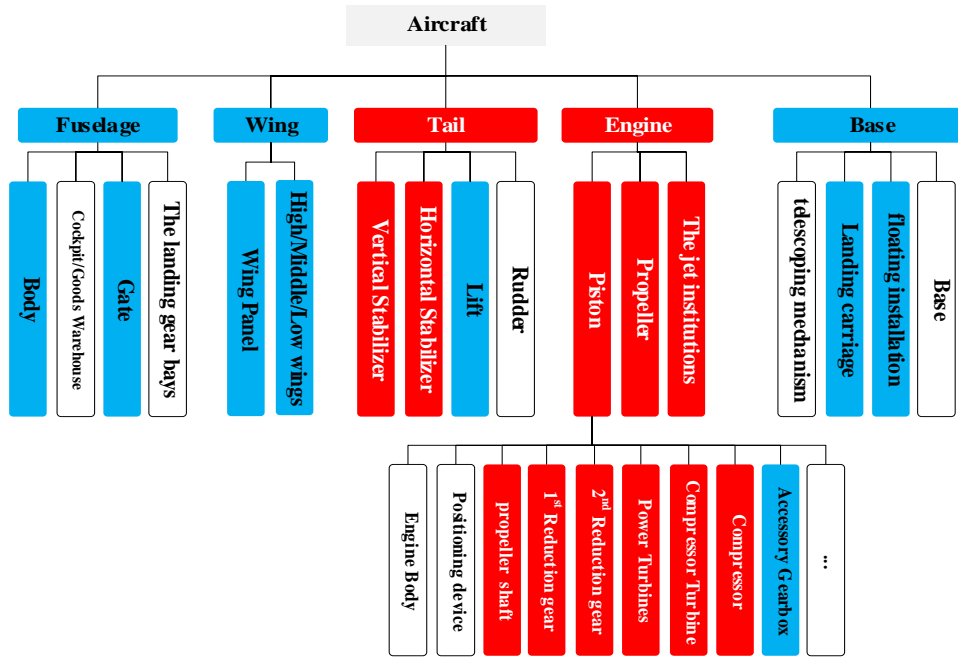 Aircraft
Fuselage
Wing
Tail
Engine
Base
Body
Cockpit/Goods Warehouse
Gate
The landing gear bays
Wing Panel
High/Middle/Low wings
Vertical Stabilizer
Horizontal Stabilizer
Lift
Rudder
Piston
Propeller
The jet institutions
telescoping mechanism
Landing carriage
floating installation
Base
Engine Body
Positioning device
propeller shaft
1st Reduction gear
2nd Reduction gear
Power Turbines
Compressor Turbine
Compressor
Accessory Gearbox
...